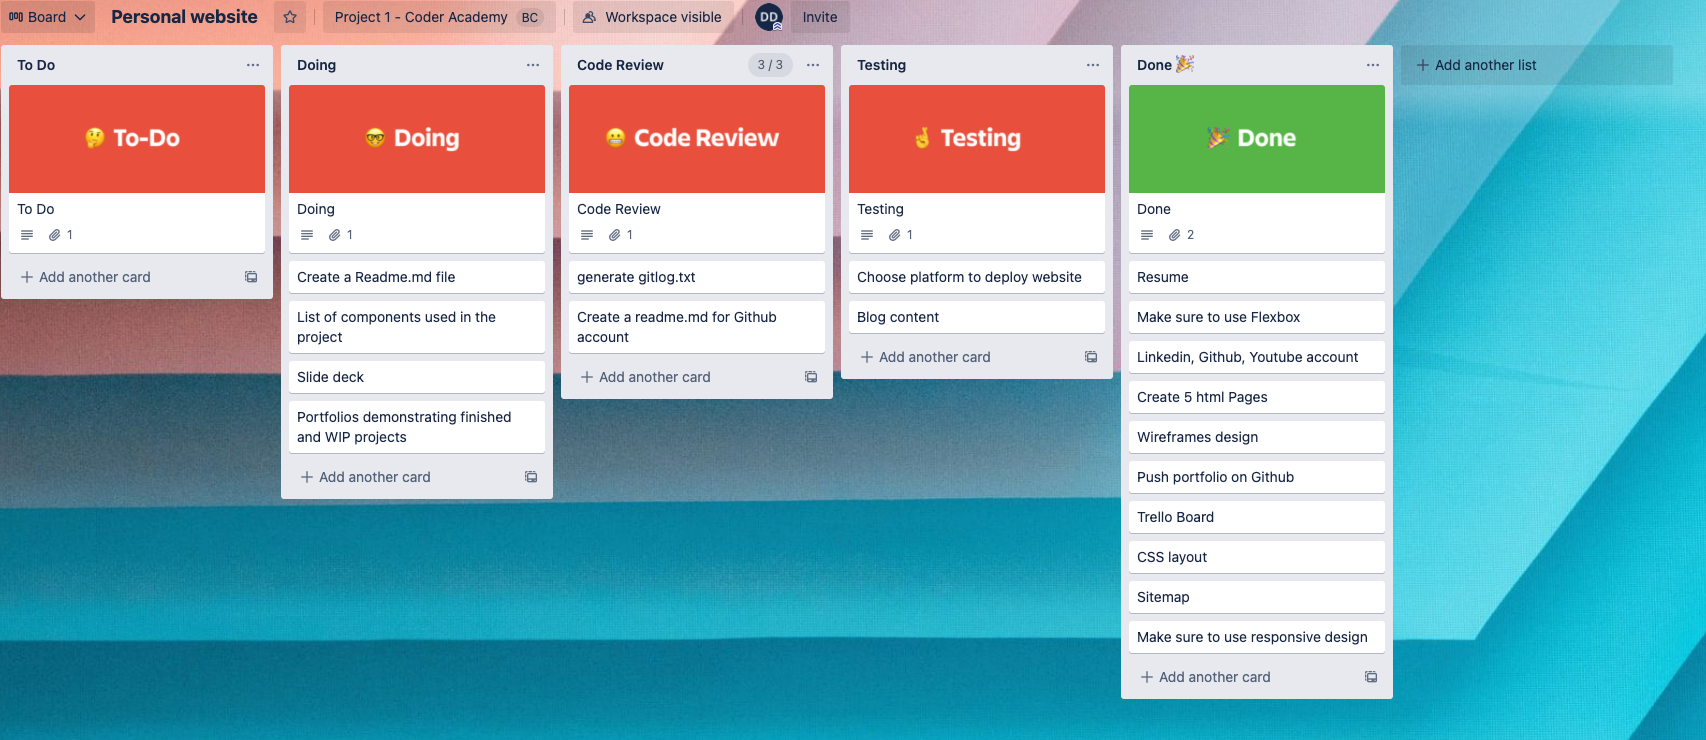 Board
Personal website
Project 1 - Coder Academy BC
Workspace visible
DD
Invite
To Do
🤔 To-Do
To Do
1
+ Add another card
Doing
🤓 Doing
Doing
1
Create a Readme.md file
List of components used in the
project
Slide deck
Portfolios demonstrating finished
and WIP projects
+ Add another card
Code Review
3 / 3
😬 Code Review
Code Review
1
generate gitlog.txt
Create a readme.md for Github
account
+ Add another card
Testing
🤞 Testing
Testing
1
Choose platform to deploy website
Blog content
+ Add another card
Done 🎉
🎉 Done
Done
2
Resume
Make sure to use Flexbox
Linkedin, Github, Youtube account
Create 5 html Pages
Wireframes design
Push portfolio on Github
Trello Board
CSS layout
Sitemap
Make sure to use responsive design
+ Add another card
+ Add another list